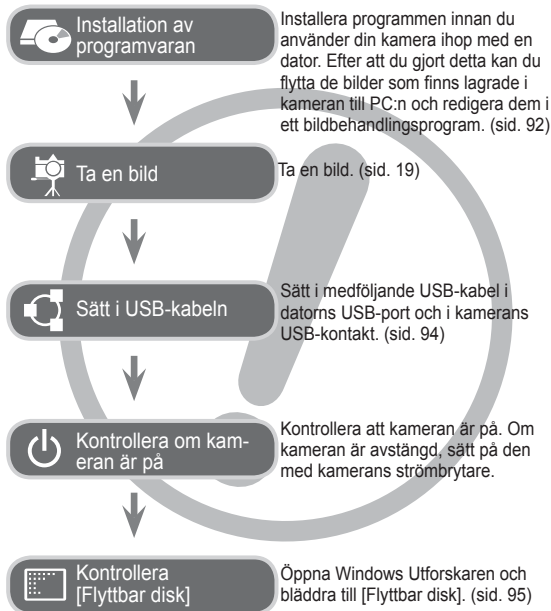 Installation av
programvaran
Installera programmen innan du
använder din kamera ihop med en
dator. Efter att du gjort detta kan du
flytta de bilder som finns lagrade i
kameran till PC:n och redigera dem i
ett bildbehandlingsprogram. (sid. 92)
Ta en bild
Ta en bild. (sid. 19)
Sätt i USB-kabeln
Sätt i medföljande USB-kabel i
datorns USB-port och i kamerans
USB-kontakt. (sid. 94)
Kontrollera om kam-
eran är på
Kontrollera att kameran är på. Om
kameran är avstängd, sätt på den
med kamerans strömbrytare.
Kontrollera
[Flyttbar disk]
Öppna Windows Utforskaren och
bläddra till [Flyttbar disk]. (sid. 95)